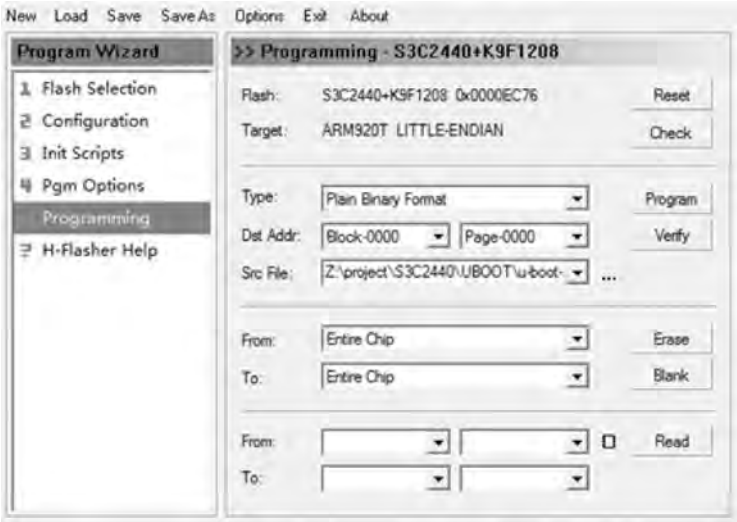 New Load Save Save As Options Exit About
Program Wizard
1 Flash Selection
2 Configuration
3 Init Scripts
4 Pgm Options
Programming
? H-Flasher Help
>> Programming - S3C2440+K9F1208
Flash: S3C2440+K9F1208 0x0000EC76 Reset
Target: ARM920T LITTLE-ENDIAN Check
Type: Plain Binary Format Program
Dst Addr: Block-0000 Page-0000 Verify
Src File: Z:\project\S3C2440\UBOOT\u-boot- ...
From: Entire Chip Erase
To: Entire Chip Blank
From: Read
To: